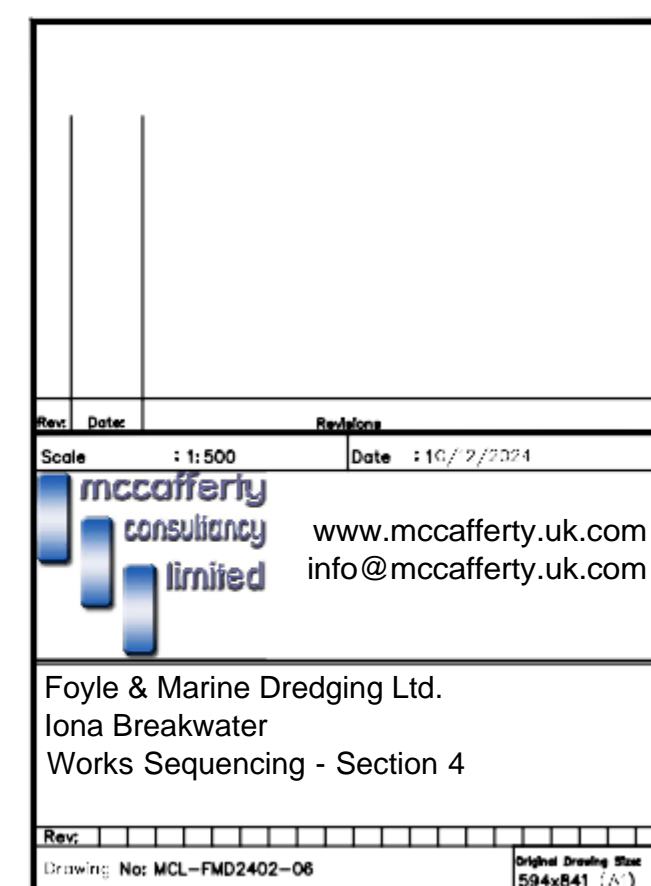 Rev: Date: Revisions
Scale : 1:500 Date : 10/12/2024
mccafferty
consultancy
limited
www.mccafferty.uk.com
info@mccafferty.uk.com
Foyle & Marine Dredging Ltd.
Iona Breakwater
Works Sequencing - Section 4
Rev:
Drawing No: MCL-FMD2402-06
Original Drawing Size:
594x841 (A1)